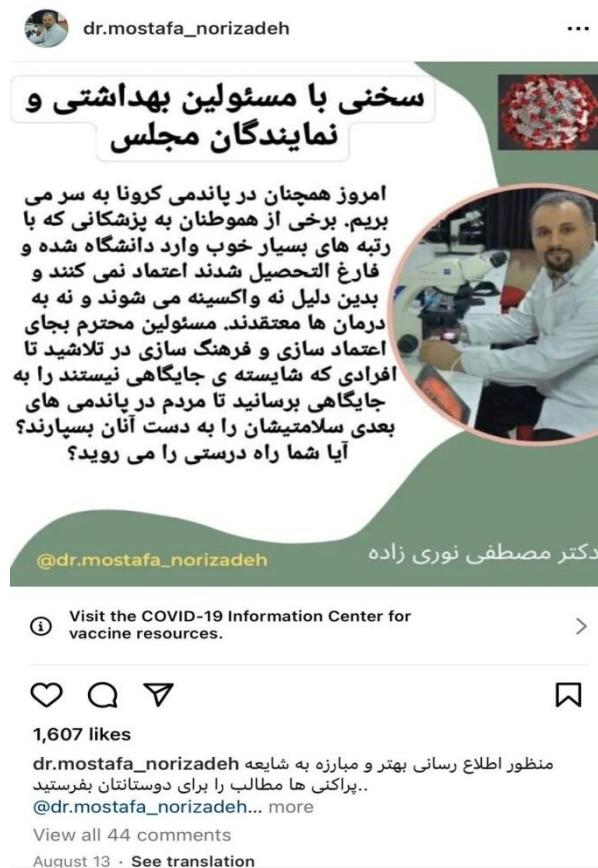 dr.mostafa_norizadeh
سخنی با مسئولین بهداشتی و
نمایندگان مجلس
امروز همچنان در پاندمی کرونا به سر می
بریم. برخی از هموطنان به پزشکانی که با
رتبه های بسیار خوب وارد دانشگاه شده و
فارغ التحصیل شدند اعتماد نمی کنند و
بدین دلیل نه واکسینه می شوند و نه به
درمان ها معتقدند. مسئولین محترم بجای
اعتماد سازی و فرهنگ سازی در تلاشید تا
افرادی که شایسته ی جایگاهی نیستند را به
جایگاهی برسانید تا مردم در پاندمی های
بعدی سلامتیشان را به دست آنان بسپارند؟
آیا شما راه درستی را می روید؟
@dr.mostafa_norizadeh
دکتر مصطفی نوری زاده
Visit the COVID-19 Information Center for
vaccine resources.
1,607 likes
dr.mostafa_norizadeh منظور اطلاع رسانی بهتر و مبارزه به شایعه
پراکنی ها مطالب را برای دوستانتان بفرستید..
@dr.mostafa_norizadeh... more
View all 44 comments
August 13 · See translation